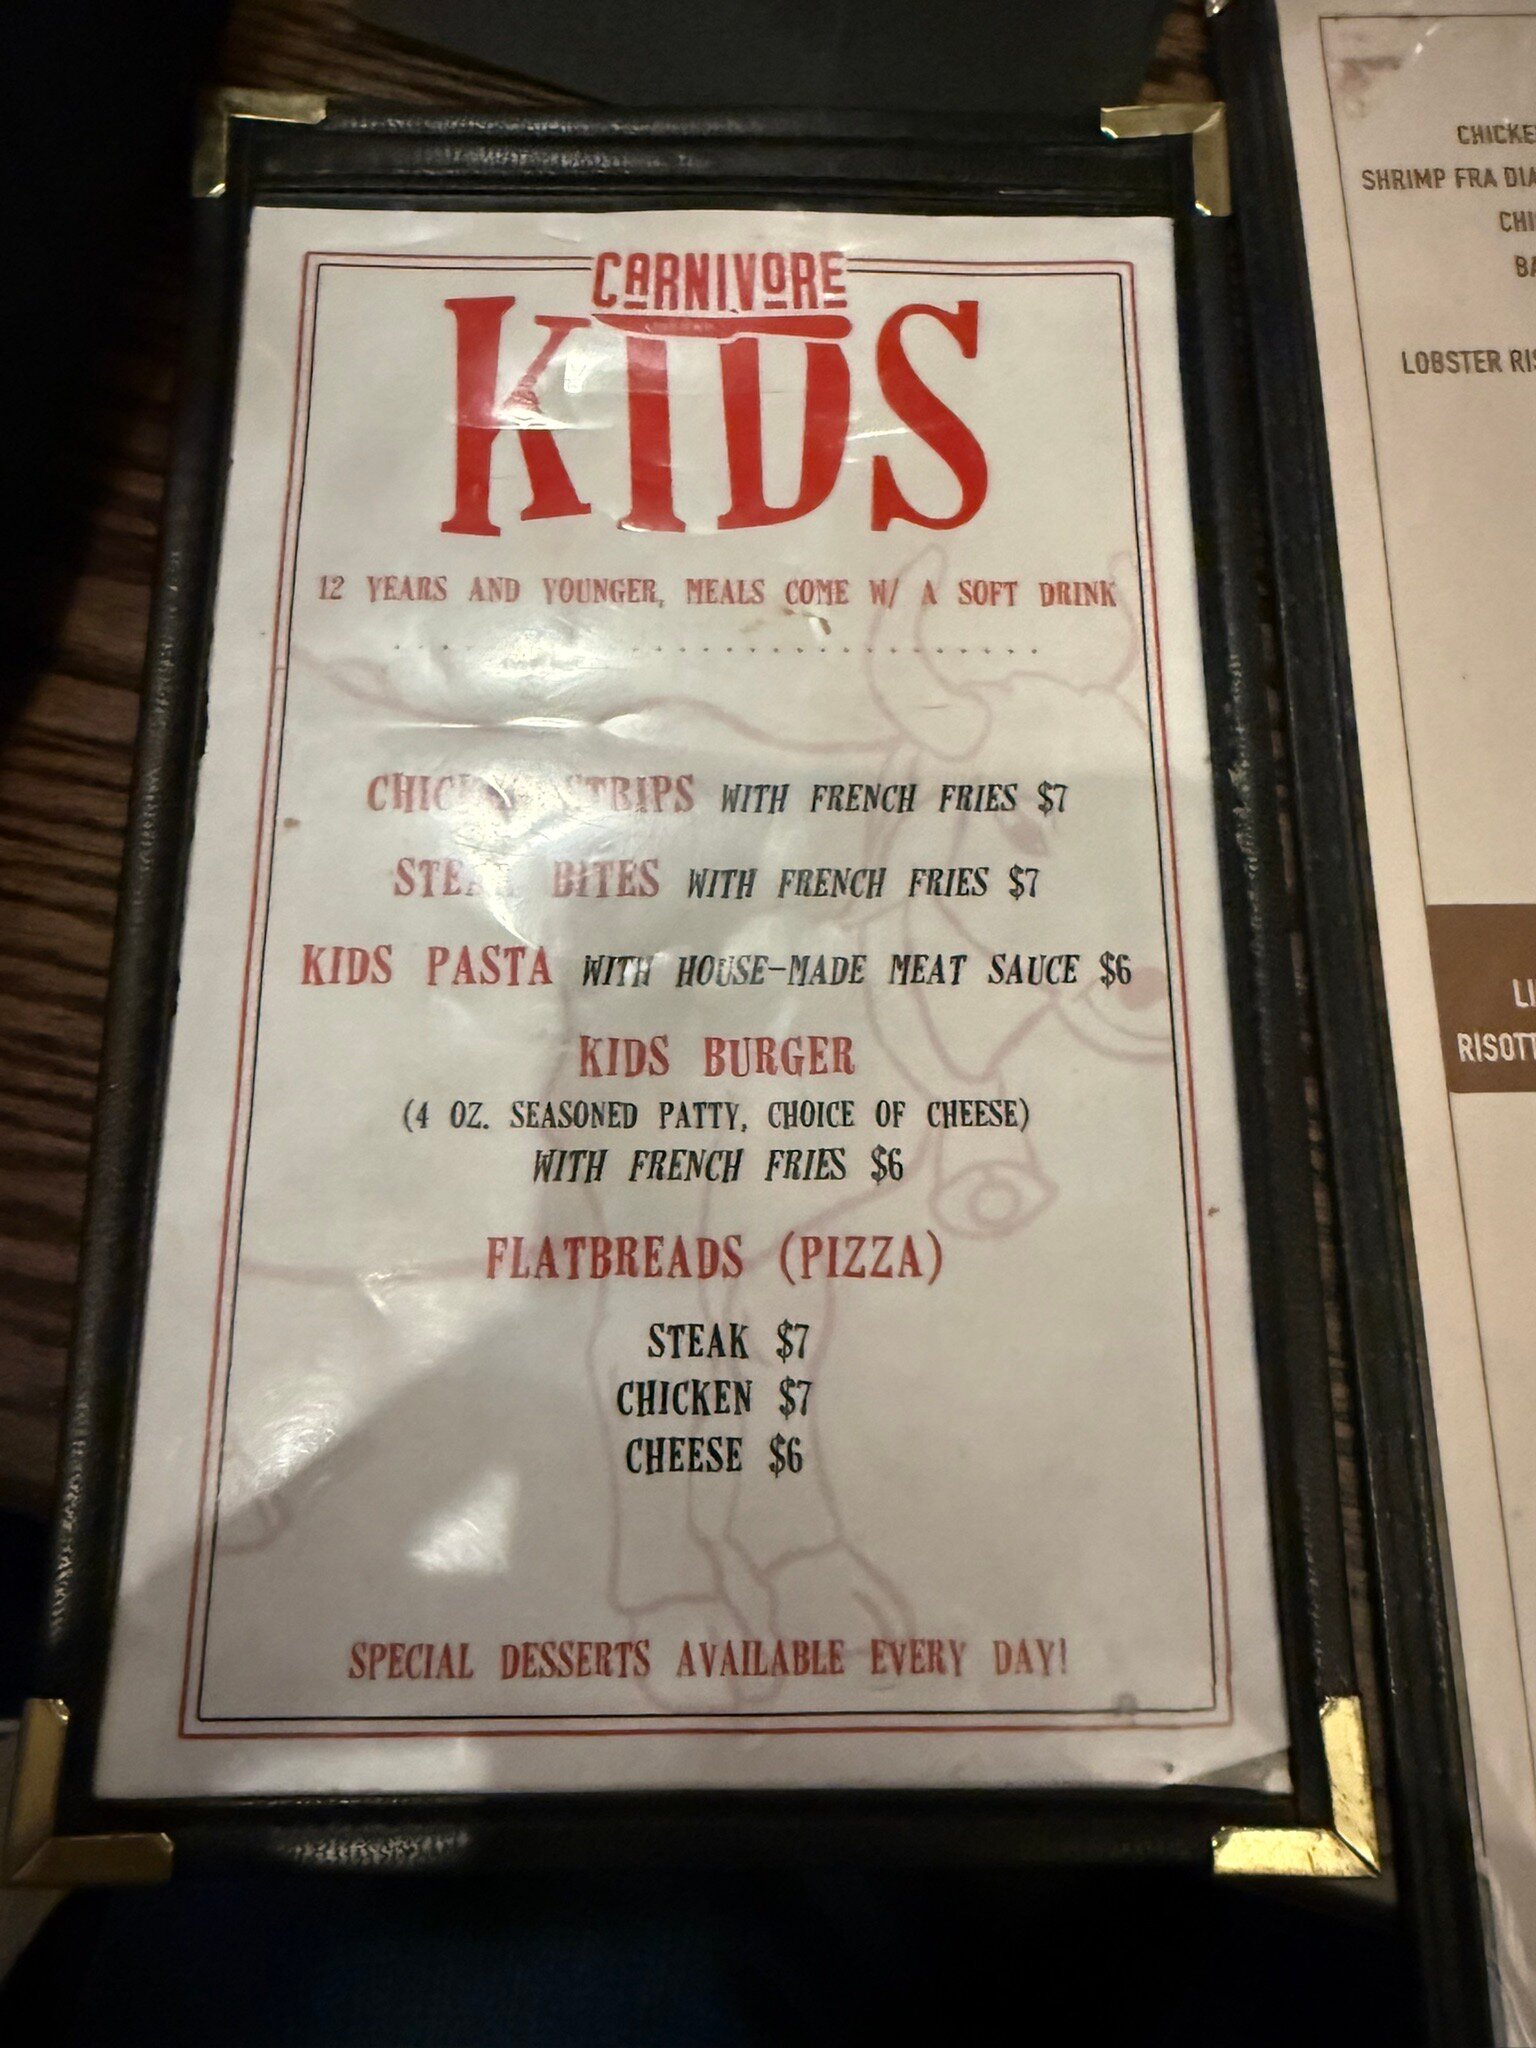 CARNIVORE
KIDS
12 YEARS AND YOUNGER, MEALS COME W/ A SOFT DRINK
CHICKEN STRIPS WITH FRENCH FRIES $7
STEAK BITES WITH FRENCH FRIES $7
KIDS PASTA WITH HOUSE-MADE MEAT SAUCE $6
KIDS BURGER
(4 OZ. SEASONED PATTY, CHOICE OF CHEESE)
WITH FRENCH FRIES $6
FLATBREADS (PIZZA)
STEAK $7
CHICKEN $7
CHEESE $6
SPECIAL DESSERTS AVAILABLE EVERY DAY!
SHRIMP FRA
LOBSTER